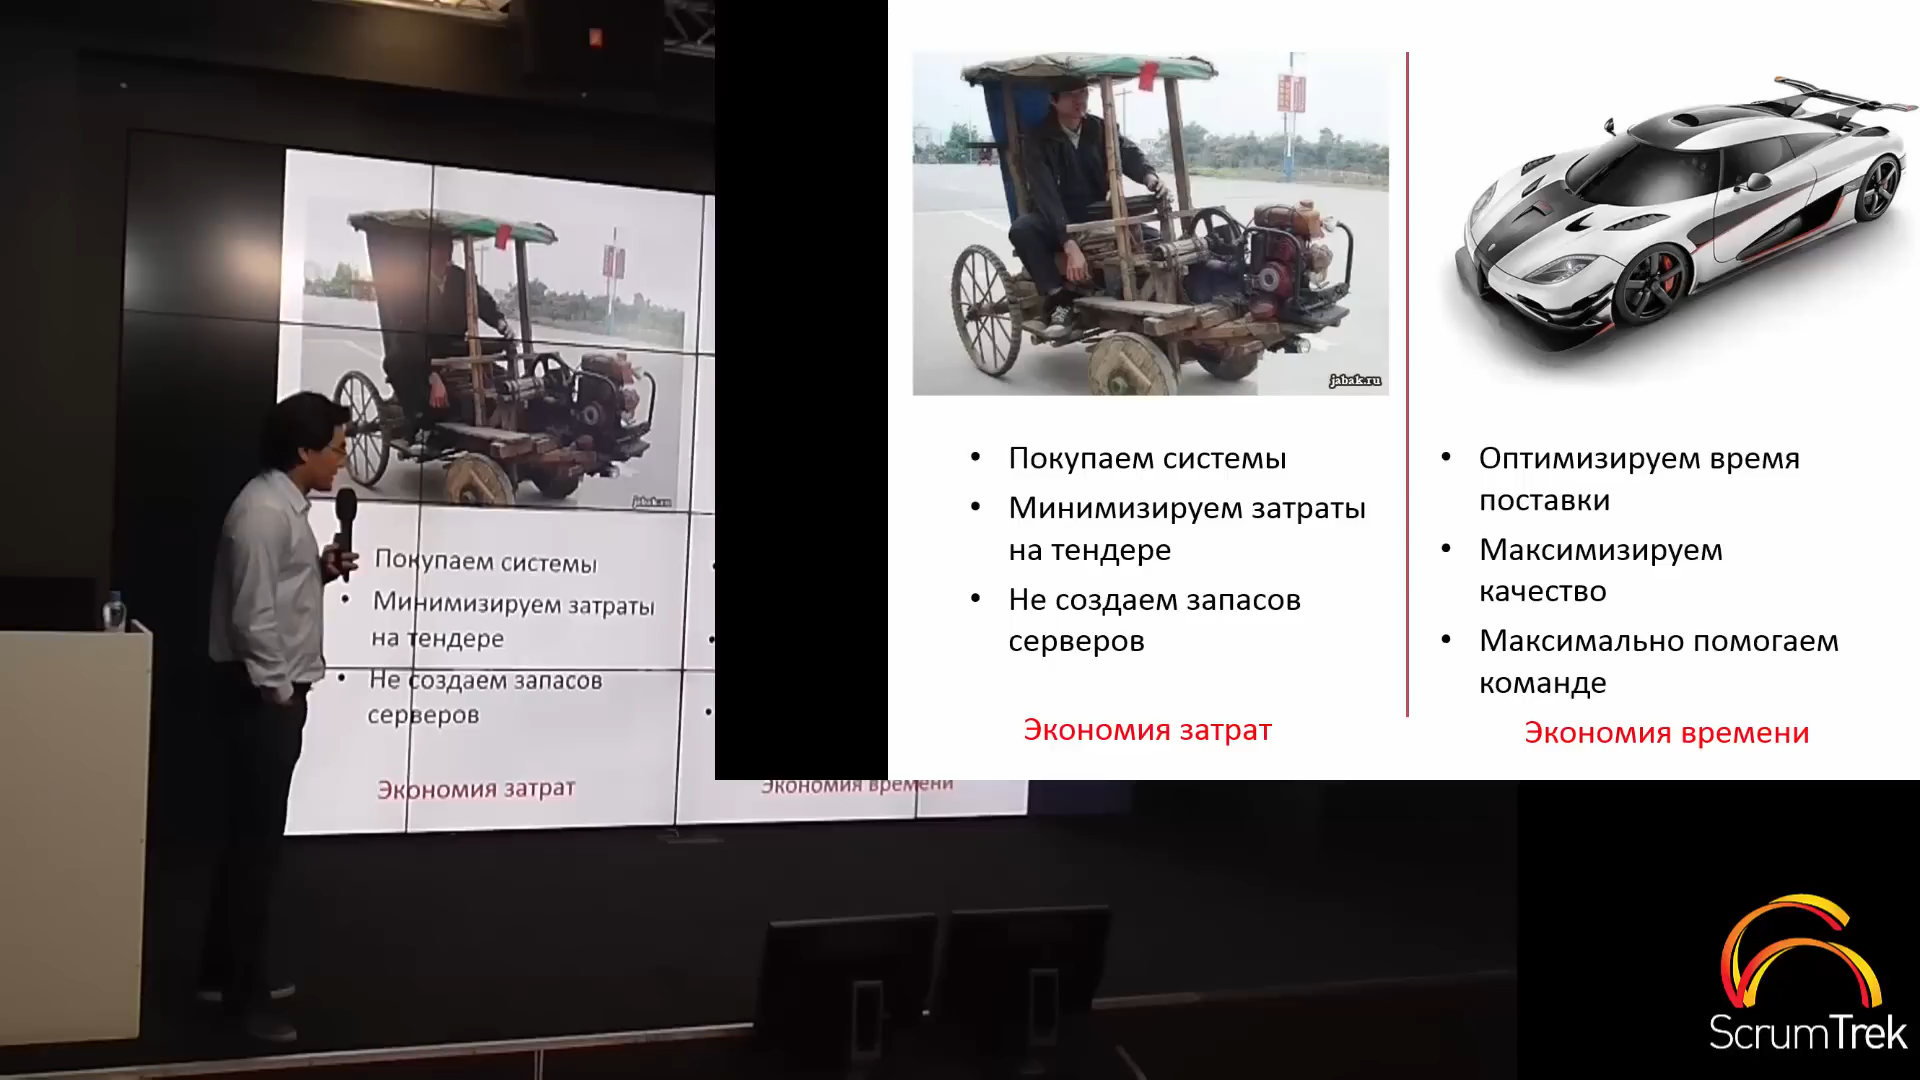 Покупаем системы
Минимизируем затраты
на тендере
Не создаем запасов
серверов
Экономия затрат
Экономия времени
jabak.ru
jabak.ru
• Покупаем системы
• Минимизируем затраты
на тендере
• Не создаем запасов
серверов
Экономия затрат
• Оптимизируем время
поставки
• Максимизируем
качество
• Максимально помогаем
команде
Экономия времени
ScrumTrek